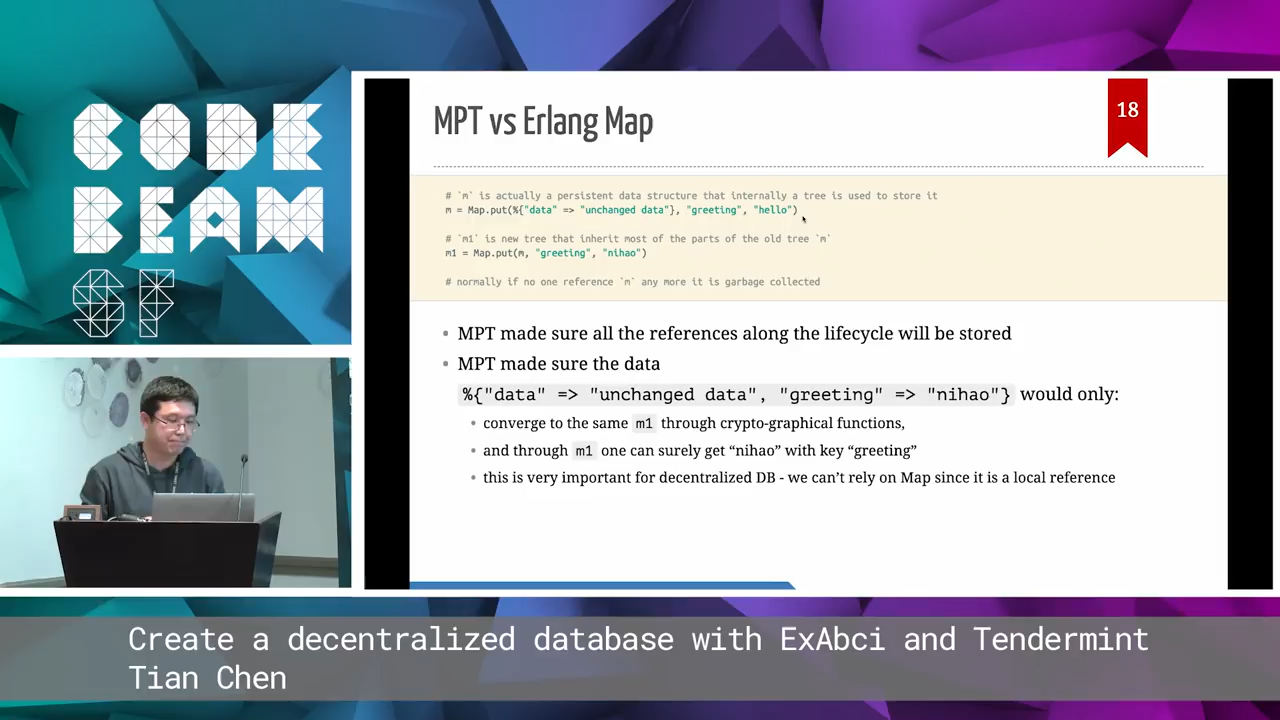 CODE
BEAM
SF
MPT vs Erlang Map
18
# `m` is actually a persistent data structure that internally a tree is used to store it
m = Map.put(%{"data" => "unchanged data"}, "greeting", "hello")
# `m1` is new tree that inherit most of the parts of the old tree `m`
m1 = Map.put(m, "greeting", "nihao")
# normally if no one reference `m` any more it is garbage collected
• MPT made sure all the references along the lifecycle will be stored
• MPT made sure the data
%{"data" => "unchanged data", "greeting" => "nihao"} would only:
• converge to the same m1 through crypto-graphical functions,
• and through m1 one can surely get “nihao” with key “greeting”
• this is very important for decentralized DB - we can’t rely on Map since it is a local reference
Create a decentralized database with ExAbci and Tendermint
Tian Chen